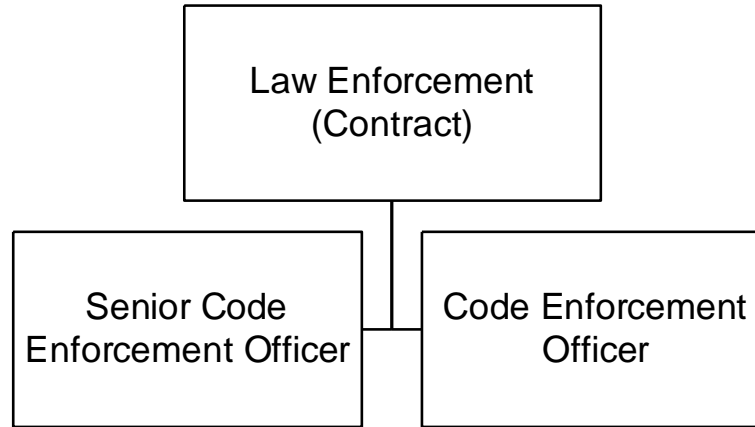 Law Enforcement
(Contract)
Senior Code
Enforcement Officer
Code Enforcement
Officer